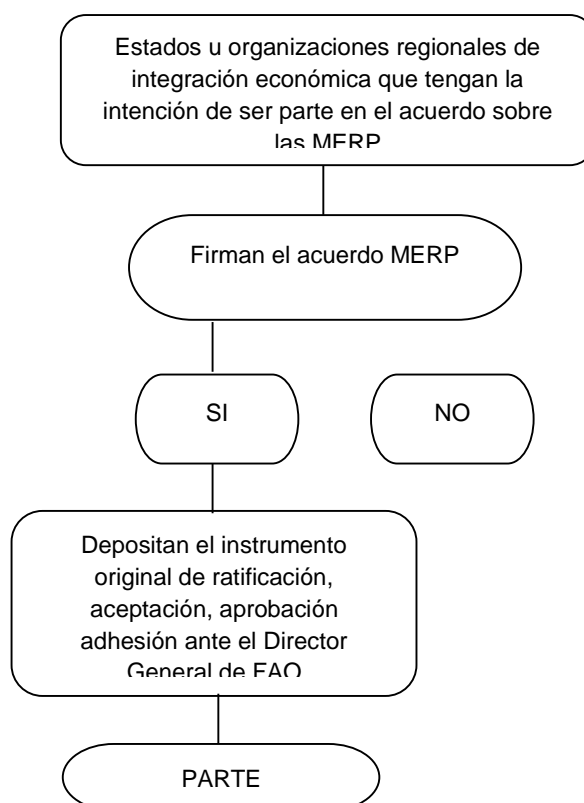 Estados u organizaciones regionales de
integración económica que tengan la
intención de ser parte en el acuerdo sobre
las MERP
Firman el acuerdo MERP
SI
NO
Depositan el instrumento
original de ratificación,
aceptación, aprobación
adhesión ante el Director
General de FAO
PARTE